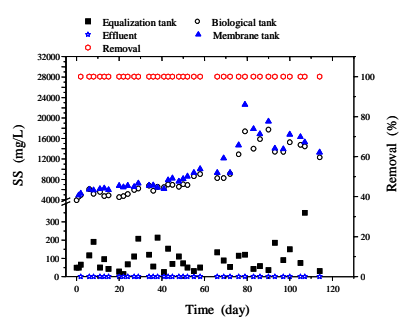 Equalization tank Biological tank
Effluent Membrane tank
Removal
32000
28000 100
24000
20000 80
16000
12000 60
8000
4000 40
300
200 20
100
0 0
0 20 40 60 80 100 120 140
SS (mg/L)
Removal (%)
Time (day)